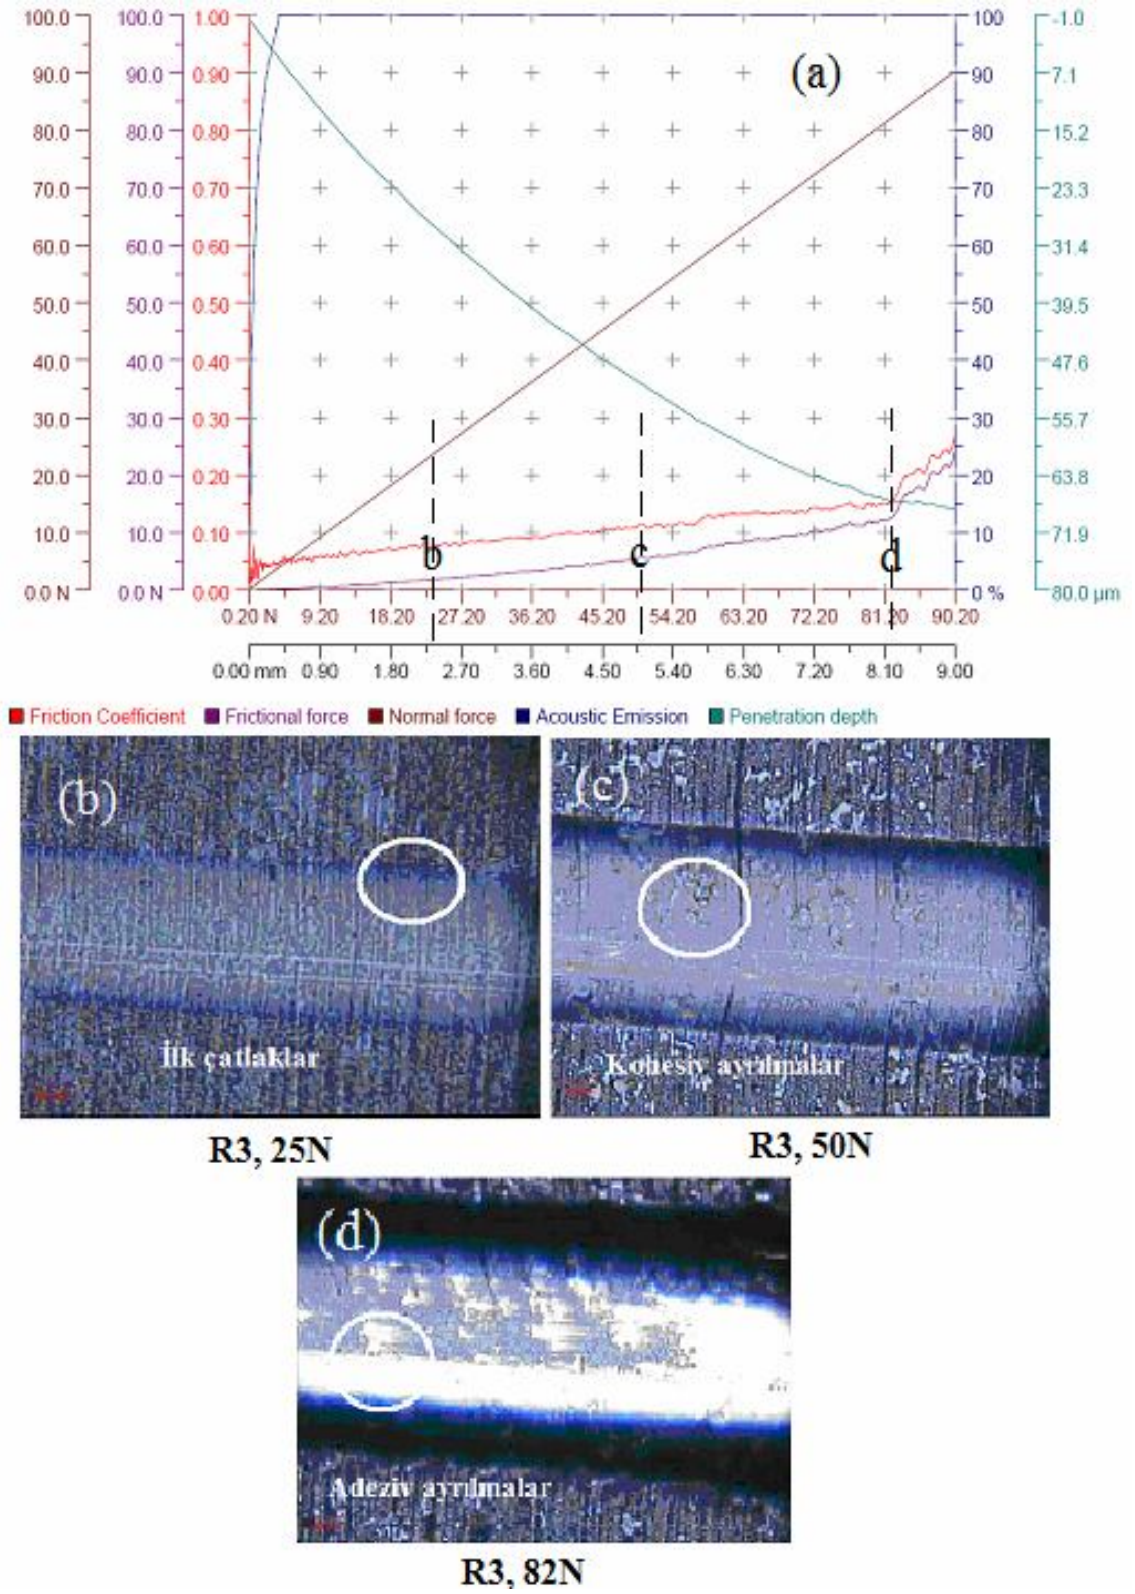 100.0 100.0 1.00 100 -1.0
(a)
90.0 90.0 0.90 90 7.1
80.0 80.0 0.80 80 15.2
70.0 70.0 0.70 70 23.3
60.0 60.0 0.60 60 31.4
50.0 50.0 0.50 50 39.5
40.0 40.0 0.40 40 47.6
30.0 30.0 0.30 30 55.7
20.0 20.0 0.20 20 63.8
10.0 10.0 0.10 10 71.9
b c d
0.0 N 0.0 N 0.00 0 % 80.0 µm
0.20 N 9.20 18.20 27.20 36.20 45.20 54.20 63.20 72.20 81.20 90.20
0.00 mm 0.90 1.80 2.70 3.60 4.50 5.40 6.30 7.20 8.10 9.00
Friction Coefficient Frictional force Normal force Acoustic Emission Penetration depth
(b)
İlk çatlaklar
R3, 25N
(c)
Kohesiv ayrılmalar
R3, 50N
(d)
Adeziv ayrılmalar
R3, 82N